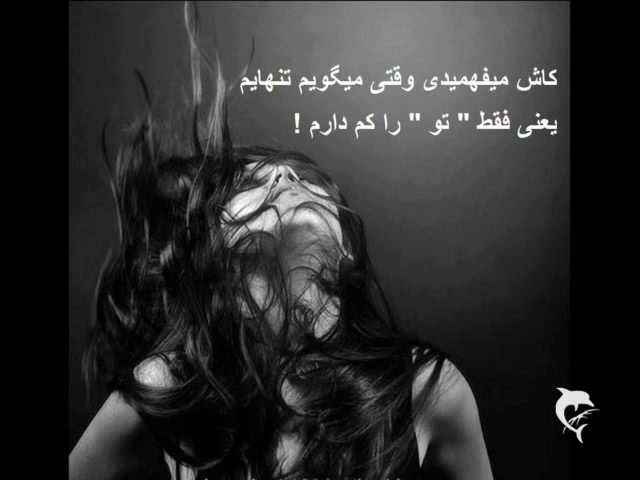 کاش میفهمیدی وقتی میگویم تنهایم
یعنی فقط " تو " را کم دارم !